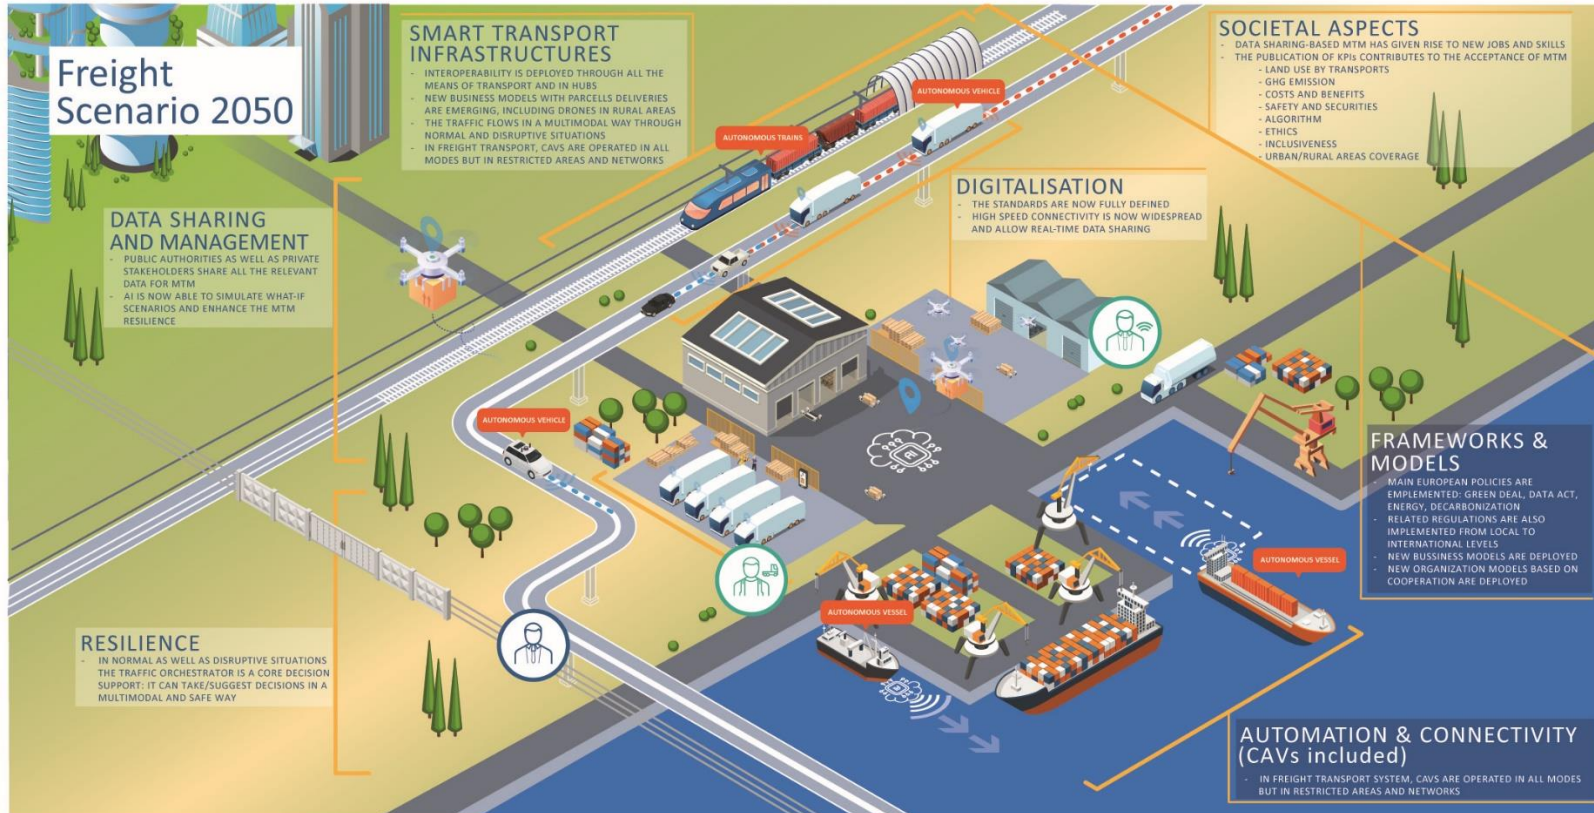 Freight
Scenario 2050
SMART TRANSPORT
INFRASTRUCTURES
- INTEROPERABILITY IS DEPLOYED THROUGH ALL THE
MEANS OF TRANSPORT AND IN HUBS
- NEW BUSINESS MODELS WITH PARCELLS DELIVERIES
ARE EMERGING, INCLUDING DRONES IN RURAL AREAS
- THE TRAFFIC FLOWS IN A MULTIMODAL WAY THROUGH
NORMAL AND DISRUPTIVE SITUATIONS
- IN FREIGHT TRANSPORT, CAVS ARE OPERATED IN ALL
MODES BUT IN RESTRICTED AREAS AND NETWORKS
SOCIETAL ASPECTS
- DATA SHARING-BASED MTM HAS GIVEN RISE TO NEW JOBS AND SKILLS
- THE PUBLICATION OF KPIs CONTRIBUTES TO THE ACCEPTANCE OF MTM
- LAND USE BY TRANSPORTS
- GHG EMISSION
- COSTS AND BENEFITS
- SAFETY AND SECURITIES
- ALGORITHM
- ETHICS
- INCLUSIVENESS
- URBAN/RURAL AREAS COVERAGE
AUTONOMOUS VEHICLE
AUTONOMOUS TRAINS
DIGITALISATION
- THE STANDARDS ARE NOW FULLY DEFINED
- HIGH SPEED CONNECTIVITY IS NOW WIDESPREAD
AND ALLOW REAL-TIME DATA SHARING
DATA SHARING
AND MANAGEMENT
- PUBLIC AUTHORITIES AS WELL AS PRIVATE
STAKEHOLDERS SHARE ALL THE RELEVANT
DATA FOR MTM
- AI IS NOW ABLE TO SIMULATE WHAT-IF
SCENARIOS AND ENHANCE THE MTM
RESILIENCE
AUTONOMOUS VEHICLE
AI
FRAMEWORKS &
MODELS
- MAIN EUROPEAN POLICIES ARE
EMPLEMENTED: GREEN DEAL, DATA ACT,
ENERGY, DECARBONIZATION
- RELATED REGULATIONS ARE ALSO
IMPLEMENTED FROM LOCAL TO
INTERNATIONAL LEVELS
- NEW BUSSINESS MODELS ARE DEPLOYED
- NEW ORGANIZATION MODELS BASED ON
COOPERATION ARE DEPLOYED
AUTONOMOUS VESSEL
AUTONOMOUS VESSEL
RESILIENCE
- IN NORMAL AS WELL AS DISRUPTIVE SITUATIONS
THE TRAFFIC ORCHESTRATOR IS A CORE DECISION
SUPPORT: IT CAN TAKE/SUGGEST DECISIONS IN A
MULTIMODAL AND SAFE WAY
AUTOMATION & CONNECTIVITY
(CAVs included)
- IN FREIGHT TRANSPORT SYSTEM, CAVS ARE OPERATED IN ALL MODES
BUT IN RESTRICTED AREAS AND NETWORKS